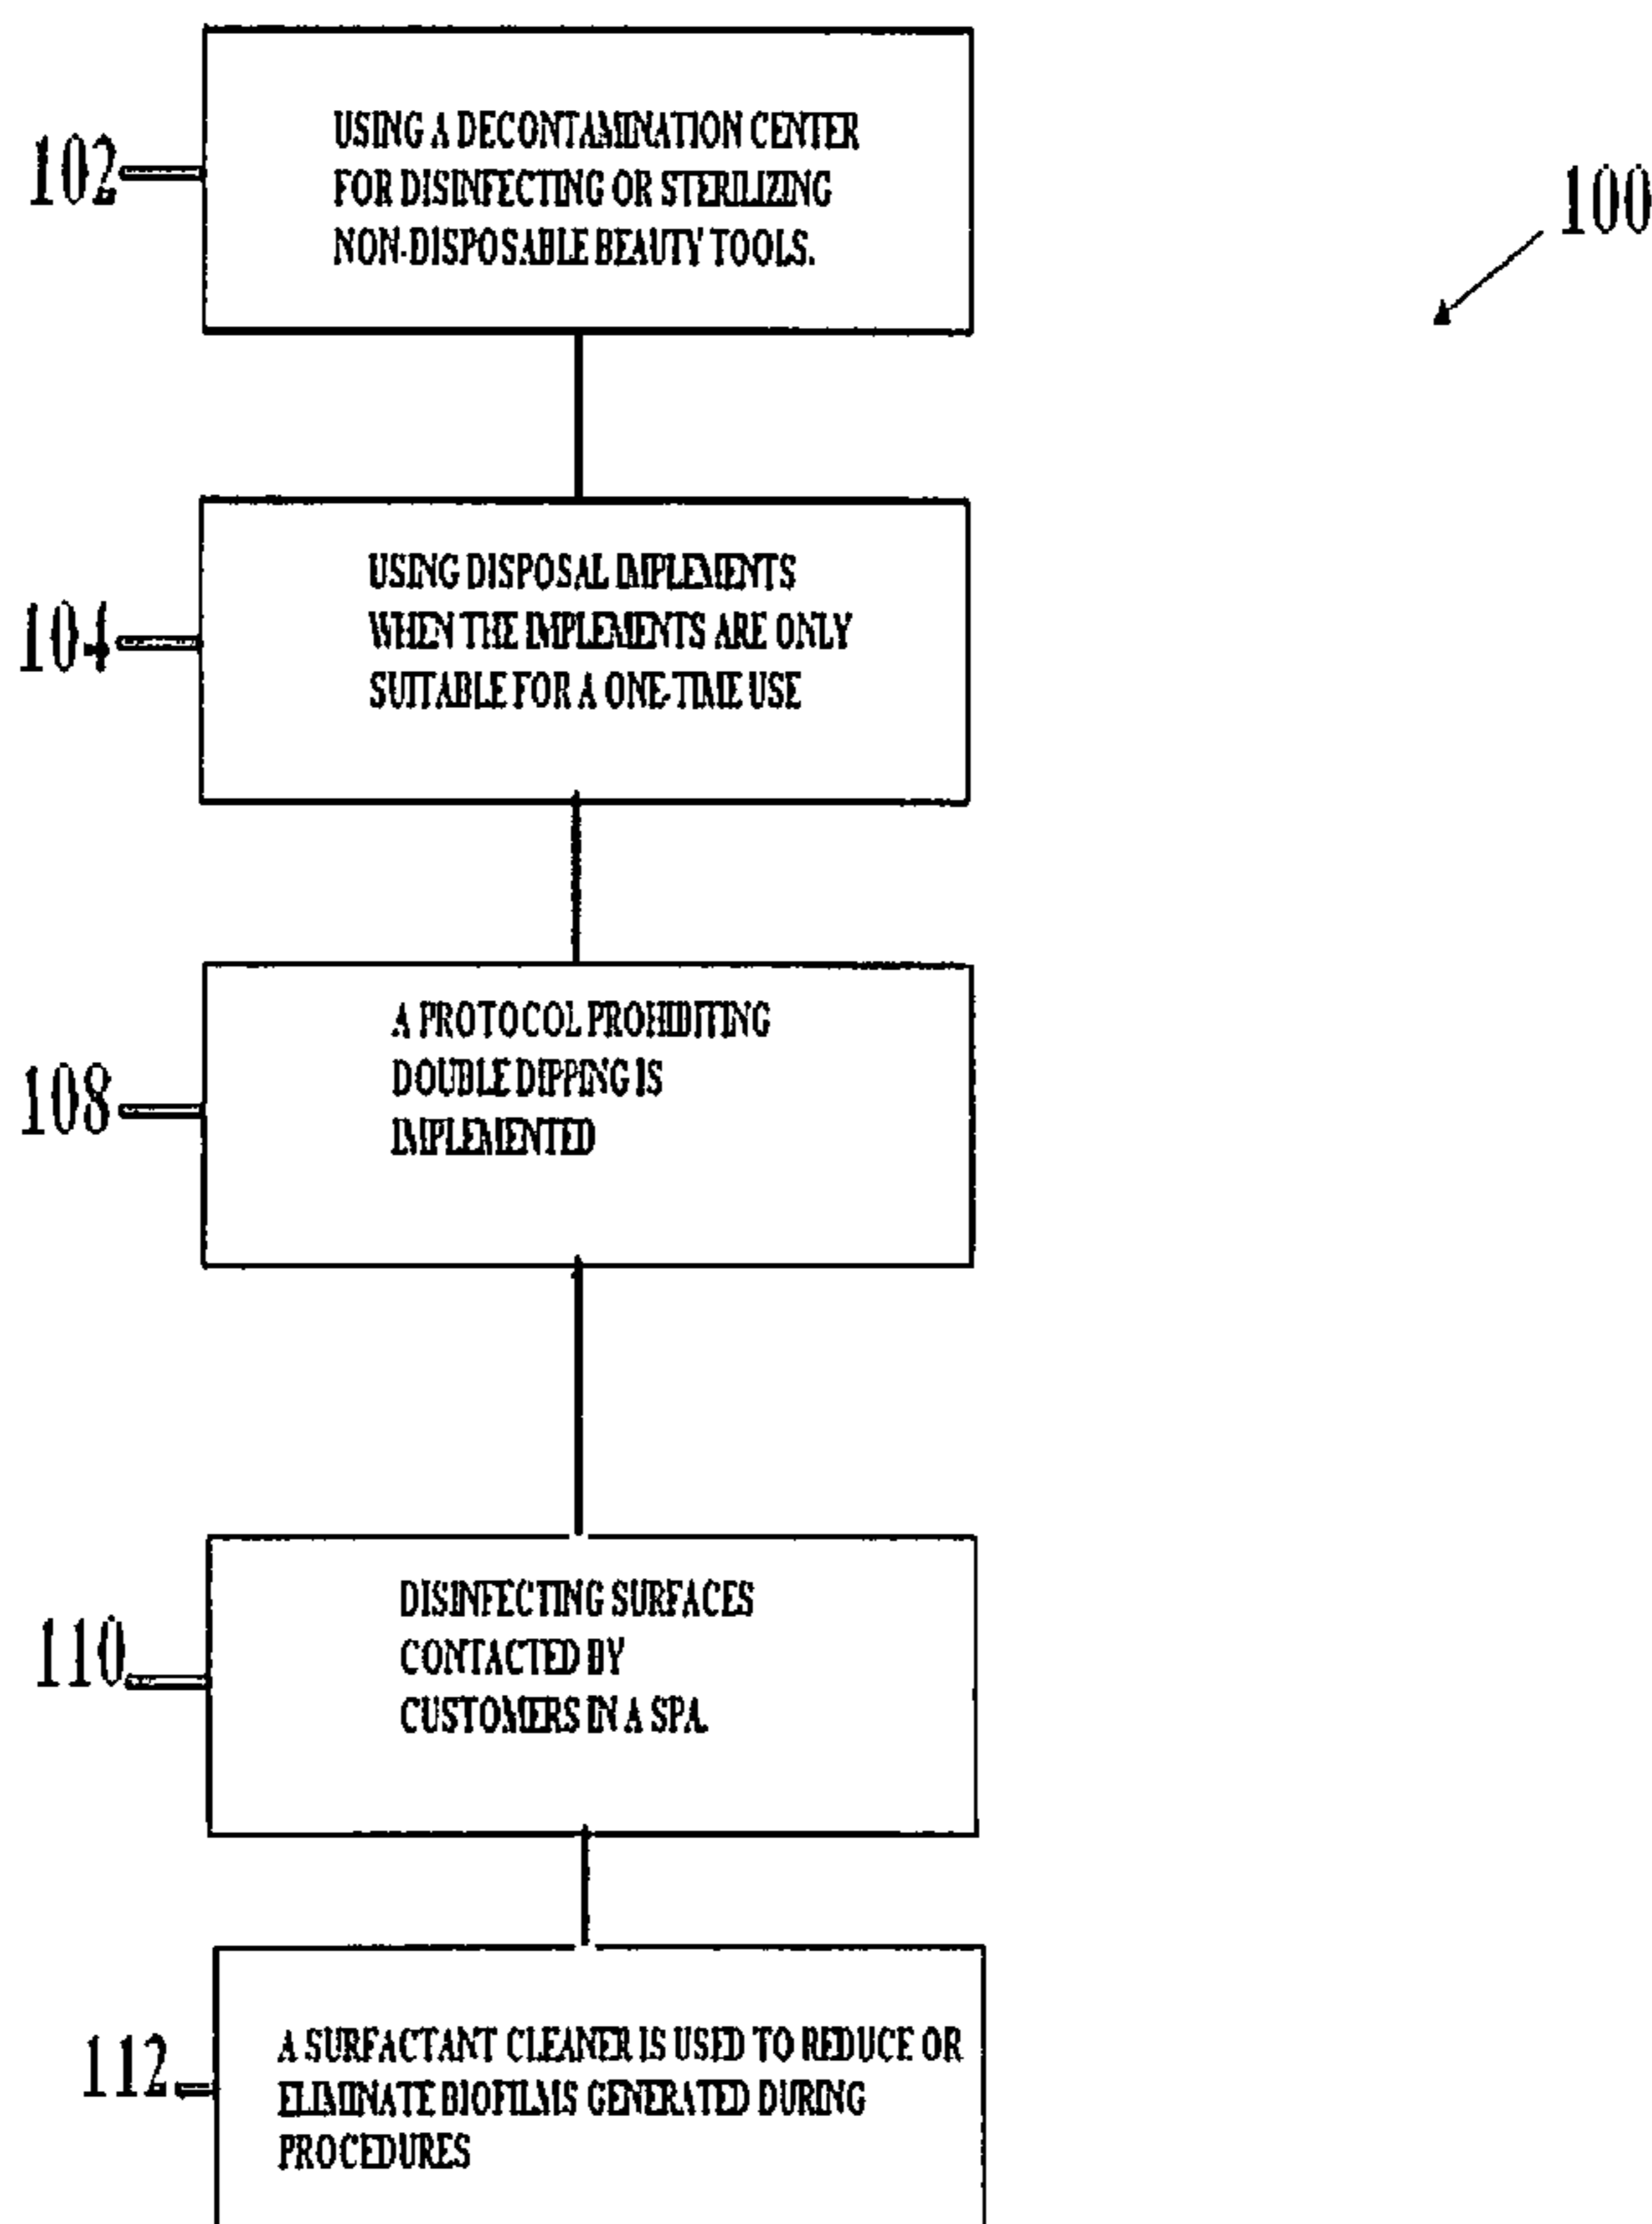 102
USING A DECONTAMINATION CENTER
FOR DISINFECTING OR STERILIZING
NON-DISPOSABLE BEAUTY TOOLS.
100
104
USING DISPOSAL IMPLEMENTS
WHEN THE IMPLEMENTS ARE ONLY
SUITABLE FOR A ONE-TIME USE
108
A PROTOCOL PROHIBITING
DOUBLE DIPPING IS
IMPLEMENTED
110
DISINFECTING SURFACES
CONTACTED BY
CUSTOMERS IN A SPA.
112
A SURFACTANT CLEANER IS USED TO REDUCE OR
ELIMINATE BIOFILMS GENERATED DURING
PROCEDURES